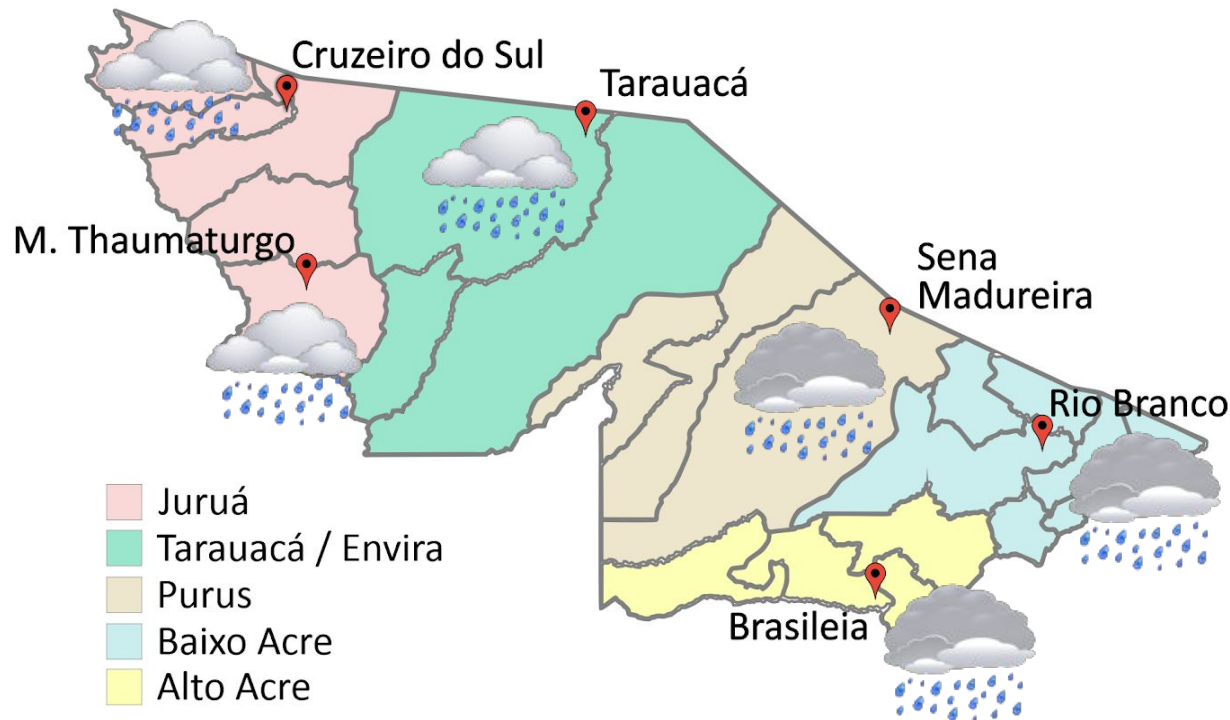 Cruzeiro do Sul
Tarauacá
M. Thaumaturgo
Sena
Madureira
Rio Branco
Brasileia
Juruá
Tarauacá / Envira
Purus
Baixo Acre
Alto Acre